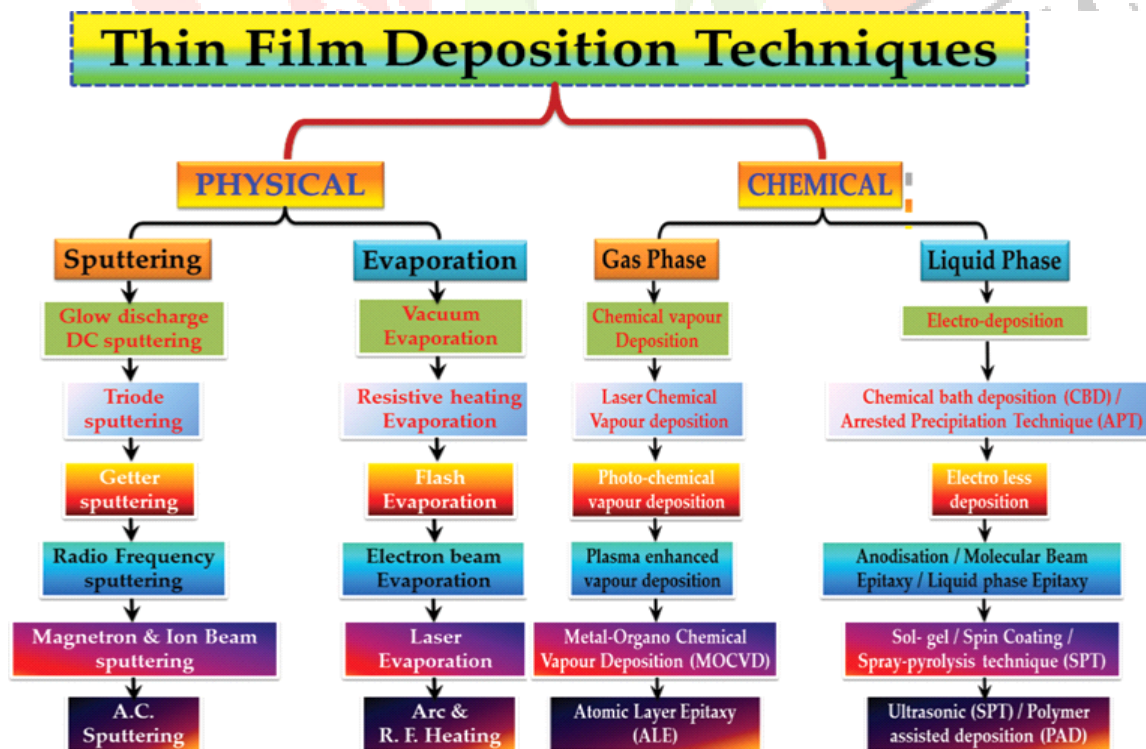 Thin Film Deposition Techniques
PHYSICAL
CHEMICAL
Sputtering
Evaporation
Gas Phase
Liquid Phase
Glow discharge
DC sputtering
Vacuum
Evaporation
Chemical vapour
Deposition
Electro-deposition
Triode
sputtering
Resistive heating
Evaporation
Laser Chemical
Vapour deposition
Chemical bath deposition (CBD) /
Arrested Precipitation Technique (APT)
Getter
sputtering
Flash
Evaporation
Photo-chemical
vapour deposition
Electro less
deposition
Radio Frequency
sputtering
Electron beam
Evaporation
Plasma enhanced
vapour deposition
Anodisation / Molecular Beam
Epitaxy / Liquid phase Epitaxy
Magnetron & Ion Beam
sputtering
Laser
Evaporation
Metal-Organo Chemical
Vapour Deposition (MOCVD)
Sol- gel / Spin Coating /
Spray-pyrolysis technique (SPT)
A.C.
Sputtering
Arc &
R. F. Heating
Atomic Layer Epitaxy
(ALE)
Ultrasonic (SPT) / Polymer
assisted deposition (PAD)